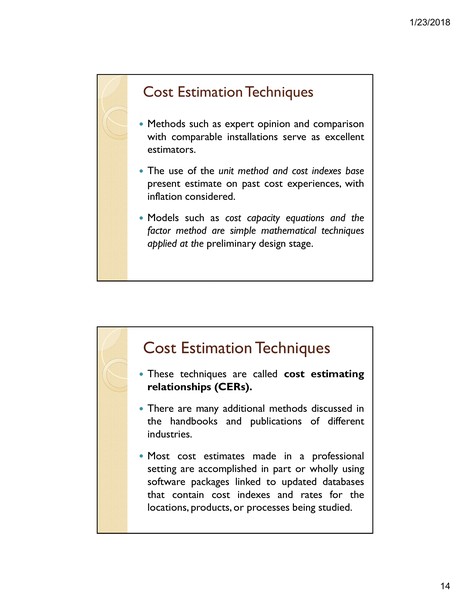 1/23/2018
Cost Estimation Techniques
• Methods such as expert opinion and comparison
with comparable installations serve as excellent
estimators.
• The use of the unit method and cost indexes base
present estimate on past cost experiences, with
inflation considered.
• Models such as cost capacity equations and the
factor method are simple mathematical techniques
applied at the preliminary design stage.
Cost Estimation Techniques
• These techniques are called cost estimating
relationships (CERs).
• There are many additional methods discussed in
the handbooks and publications of different
industries.
• Most cost estimates made in a professional
setting are accomplished in part or wholly using
software packages linked to updated databases
that contain cost indexes and rates for the
locations, products, or processes being studied.
14